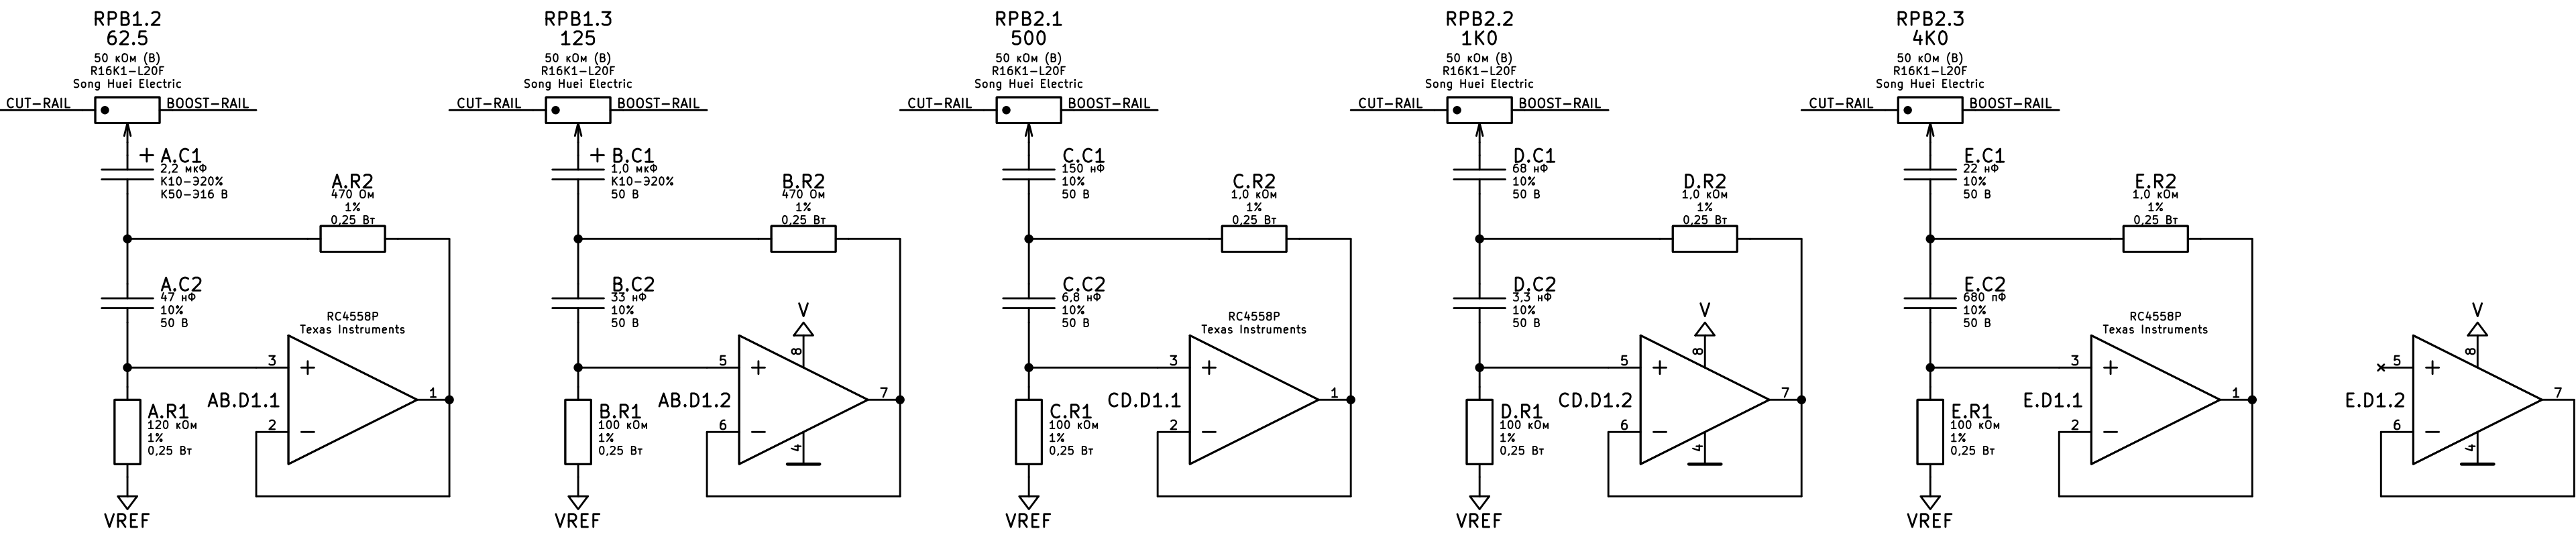 RPB1.2
62.5
50 кОм (B)
R16K1-L20F
Song Huei Electric
CUT-RAIL
BOOST-RAIL
+
A.C1
2,2 мкФ
К10-Э20%
К50-Э16 В
A.R2
470 Ом
1%
0,25 Вт
A.C2
47 нФ
10%
50 В
RC4558P
Texas Instruments
3
+
AB.D1.1
1
2
−
A.R1
120 кОм
1%
0,25 Вт
VREF
RPB1.3
125
50 кОм (B)
R16K1-L20F
Song Huei Electric
CUT-RAIL
BOOST-RAIL
+
B.C1
1,0 мкФ
К10-Э20%
50 В
B.R2
470 Ом
1%
0,25 Вт
B.C2
33 нФ
10%
50 В
V
8
5
+
AB.D1.2
7
6
−
4
B.R1
100 кОм
1%
0,25 Вт
VREF
RPB2.1
500
50 кОм (B)
R16K1-L20F
Song Huei Electric
CUT-RAIL
BOOST-RAIL
C.C1
150 нФ
10%
50 В
C.R2
1,0 кОм
1%
0,25 Вт
C.C2
6,8 нФ
10%
50 В
RC4558P
Texas Instruments
3
+
CD.D1.1
1
2
−
C.R1
100 кОм
1%
0,25 Вт
VREF
RPB2.2
1K0
50 кОм (B)
R16K1-L20F
Song Huei Electric
CUT-RAIL
BOOST-RAIL
D.C1
68 нФ
10%
50 В
D.R2
1,0 кОм
1%
0,25 Вт
D.C2
3,3 нФ
10%
50 В
V
8
5
+
CD.D1.2
7
6
−
4
D.R1
100 кОм
1%
0,25 Вт
VREF
RPB2.3
4K0
50 кОм (B)
R16K1-L20F
Song Huei Electric
CUT-RAIL
BOOST-RAIL
E.C1
22 нФ
10%
50 В
E.R2
1,0 кОм
1%
0,25 Вт
E.C2
680 пФ
10%
50 В
RC4558P
Texas Instruments
3
+
E.D1.1
1
2
−
E.R1
100 кОм
1%
0,25 Вт
VREF
V
8
5
+
E.D1.2
7
6
−
4